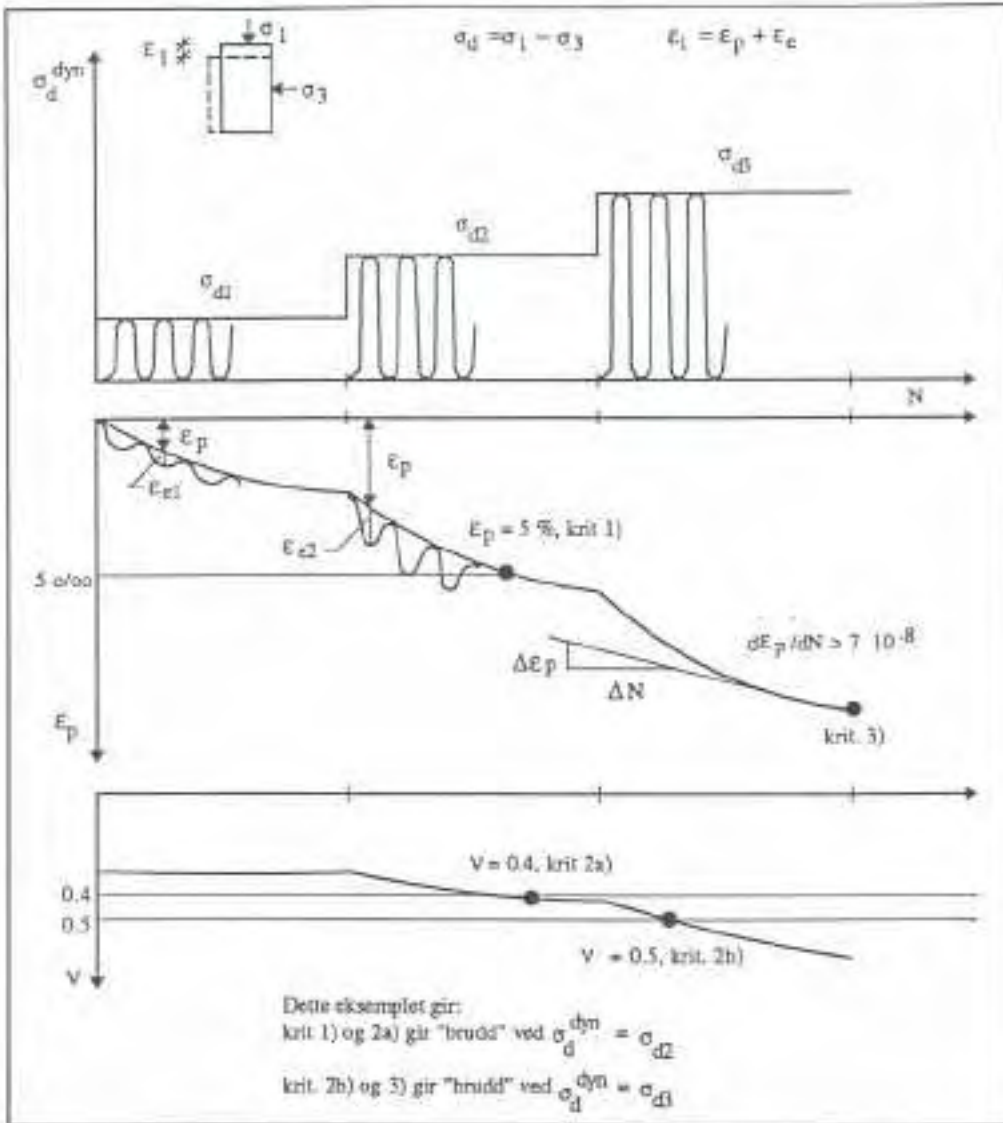 σ1
ε1
σ3
σd = σ1 − σ3
εi = εp + εe
σd dyn
σd1
σd2
σd3
N
εp
εp
εe1
εe2
εp = 5 %, krit 1)
5 o/oo
dεp/dN > 7 10-8
Δεp
ΔN
εp
krit. 3)
V = 0.4, krit 2a)
0.4
0.5
V = 0.5, krit. 2b)
V
Dette eksemplet gir:
krit 1) og 2a) gir "brudd" ved σd dyn = σd2
krit. 2b) og 3) gir "brudd" ved σd dyn = σd3